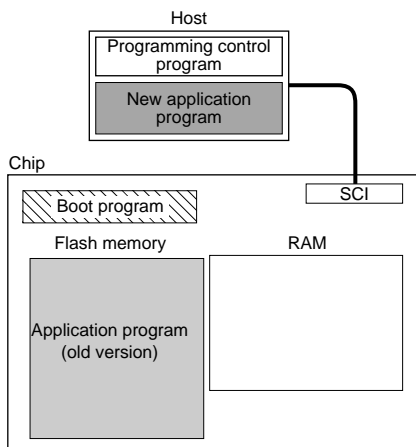 Host
Programming control
program
New application
program
Chip
SCI
Boot program
Flash memory
RAM
Application program
(old version)